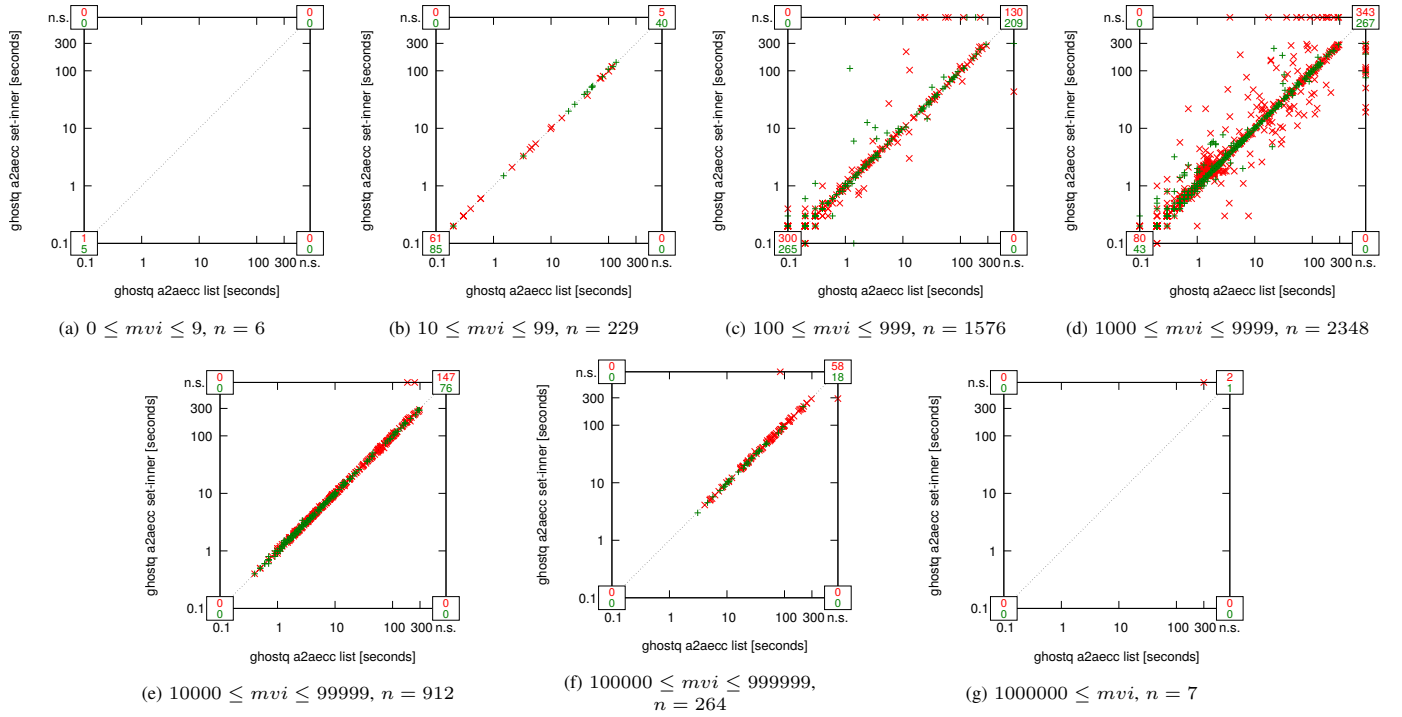 n.s.
300
100
10
1
0.1
0.1 1 10 100 300 n.s.
ghostq a2aecc set-inner [seconds]
ghostq a2aecc list [seconds]
0
0
0
0
1
5
0
0
(a) 0 ≤ mvi ≤ 9, n = 6
n.s.
300
100
10
1
0.1
0.1 1 10 100 300 n.s.
ghostq a2aecc set-inner [seconds]
ghostq a2aecc list [seconds]
0
0
5
40
61
85
0
0
(b) 10 ≤ mvi ≤ 99, n = 229
n.s.
300
100
10
1
0.1
0.1 1 10 100 300 n.s.
ghostq a2aecc set-inner [seconds]
ghostq a2aecc list [seconds]
0
0
130
209
300
265
0
0
(c) 100 ≤ mvi ≤ 999, n = 1576
n.s.
300
100
10
1
0.1
0.1 1 10 100 300 n.s.
ghostq a2aecc set-inner [seconds]
ghostq a2aecc list [seconds]
0
0
343
267
80
43
0
0
(d) 1000 ≤ mvi ≤ 9999, n = 2348
n.s.
300
100
10
1
0.1
0.1 1 10 100 300 n.s.
ghostq a2aecc set-inner [seconds]
ghostq a2aecc list [seconds]
0
0
147
76
0
0
0
0
(e) 10000 ≤ mvi ≤ 99999, n = 912
n.s.
300
100
10
1
0.1
0.1 1 10 100 300 n.s.
ghostq a2aecc set-inner [seconds]
ghostq a2aecc list [seconds]
0
0
58
18
0
0
0
0
(f) 100000 ≤ mvi ≤ 999999,
n = 264
n.s.
300
100
10
1
0.1
0.1 1 10 100 300 n.s.
ghostq a2aecc set-inner [seconds]
ghostq a2aecc list [seconds]
0
0
2
1
0
0
0
0
(g) 1000000 ≤ mvi, n = 7